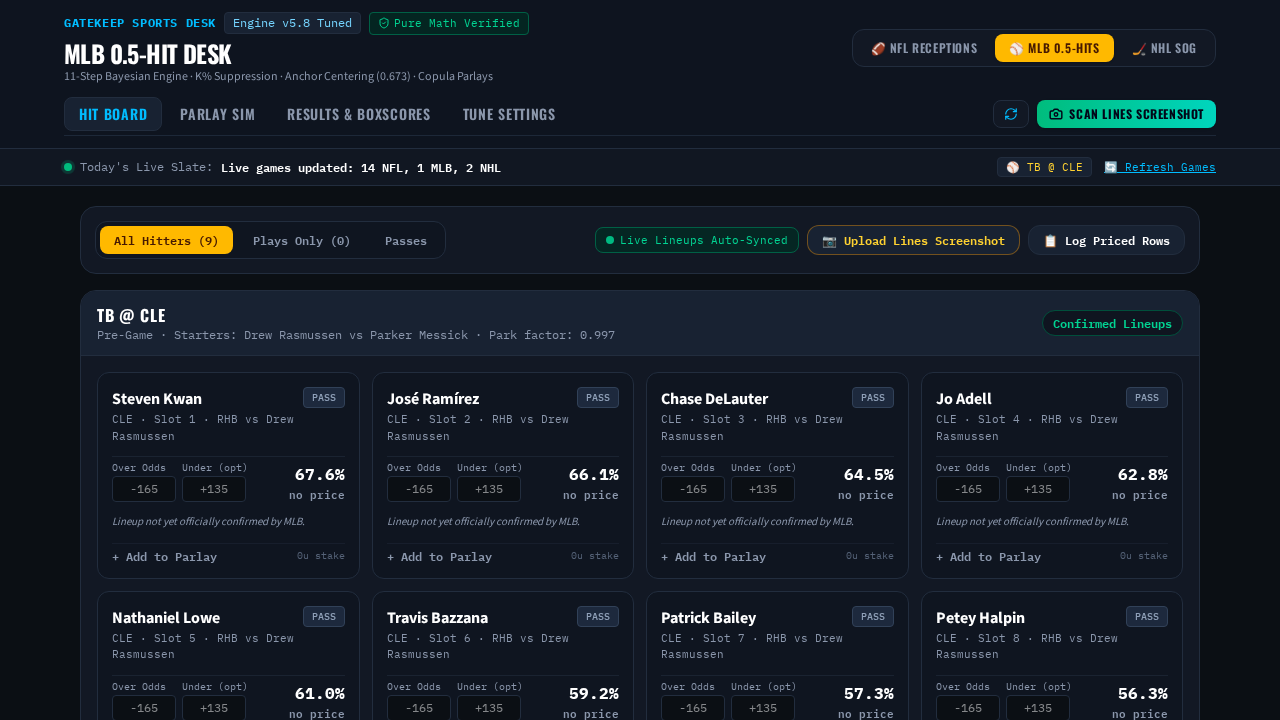 GATEKEEP SPORTS DESK Engine v5.8 Tuned Pure Math Verified
MLB 0.5-HIT DESK
11-Step Bayesian Engine · K% Suppression · Anchor Centering (0.673) · Copula Parlays
NFL RECEPTIONS MLB 0.5-HITS NHL SOG
HIT BOARD PARLAY SIM RESULTS & BOXSCORES TUNE SETTINGS SCAN LINES SCREENSHOT
Today's Live Slate: Live games updated: 14 NFL, 1 MLB, 2 NHL TB @ CLE Refresh Games
All Hitters (9) Plays Only (0) Passes Live Lineups Auto-Synced Upload Lines Screenshot Log Priced Rows
TB @ CLE
Pre-Game · Starters: Drew Rasmussen vs Parker Messick · Park factor: 0.997
Confirmed Lineups
Steven Kwan PASS
CLE · Slot 1 · RHB vs Drew
Rasmussen
Over Odds Under (opt) 67.6%
-165 +135 no price
Lineup not yet officially confirmed by MLB.
+ Add to Parlay 0u stake
José Ramírez PASS
CLE · Slot 2 · RHB vs Drew
Rasmussen
Over Odds Under (opt) 66.1%
-165 +135 no price
Lineup not yet officially confirmed by MLB.
+ Add to Parlay 0u stake
Chase DeLauter PASS
CLE · Slot 3 · RHB vs Drew
Rasmussen
Over Odds Under (opt) 64.5%
-165 +135 no price
Lineup not yet officially confirmed by MLB.
+ Add to Parlay 0u stake
Jo Adell PASS
CLE · Slot 4 · RHB vs Drew
Rasmussen
Over Odds Under (opt) 62.8%
-165 +135 no price
Lineup not yet officially confirmed by MLB.
+ Add to Parlay 0u stake
Nathaniel Lowe PASS
CLE · Slot 5 · RHB vs Drew
Rasmussen
Over Odds Under (opt) 61.0%
-165 +135 no price
Travis Bazzana PASS
CLE · Slot 6 · RHB vs Drew
Rasmussen
Over Odds Under (opt) 59.2%
-165 +135 no price
Patrick Bailey PASS
CLE · Slot 7 · RHB vs Drew
Rasmussen
Over Odds Under (opt) 57.3%
-165 +135 no price
Petey Halpin PASS
CLE · Slot 8 · RHB vs Drew
Rasmussen
Over Odds Under (opt) 56.3%
-165 +135 no price